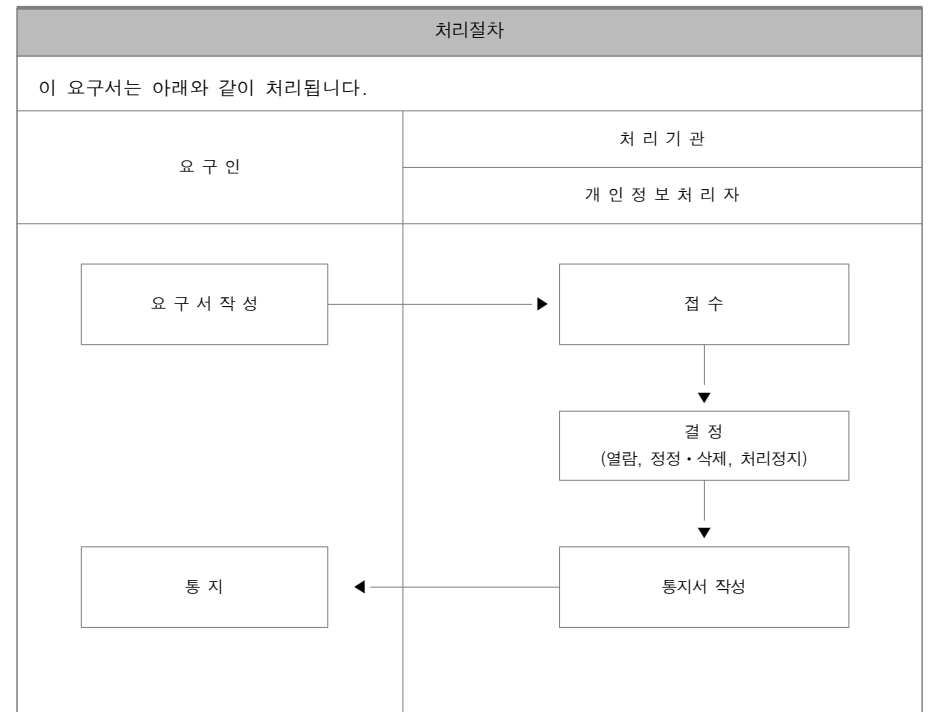 처리절차
이 요구서는 아래와 같이 처리됩니다.
요 구 인
처 리 기 관
개 인 정 보 처 리 자
요 구 서 작 성
접 수
결 정
(열람, 정정・삭제, 처리정지)
통 지
통지서 작성